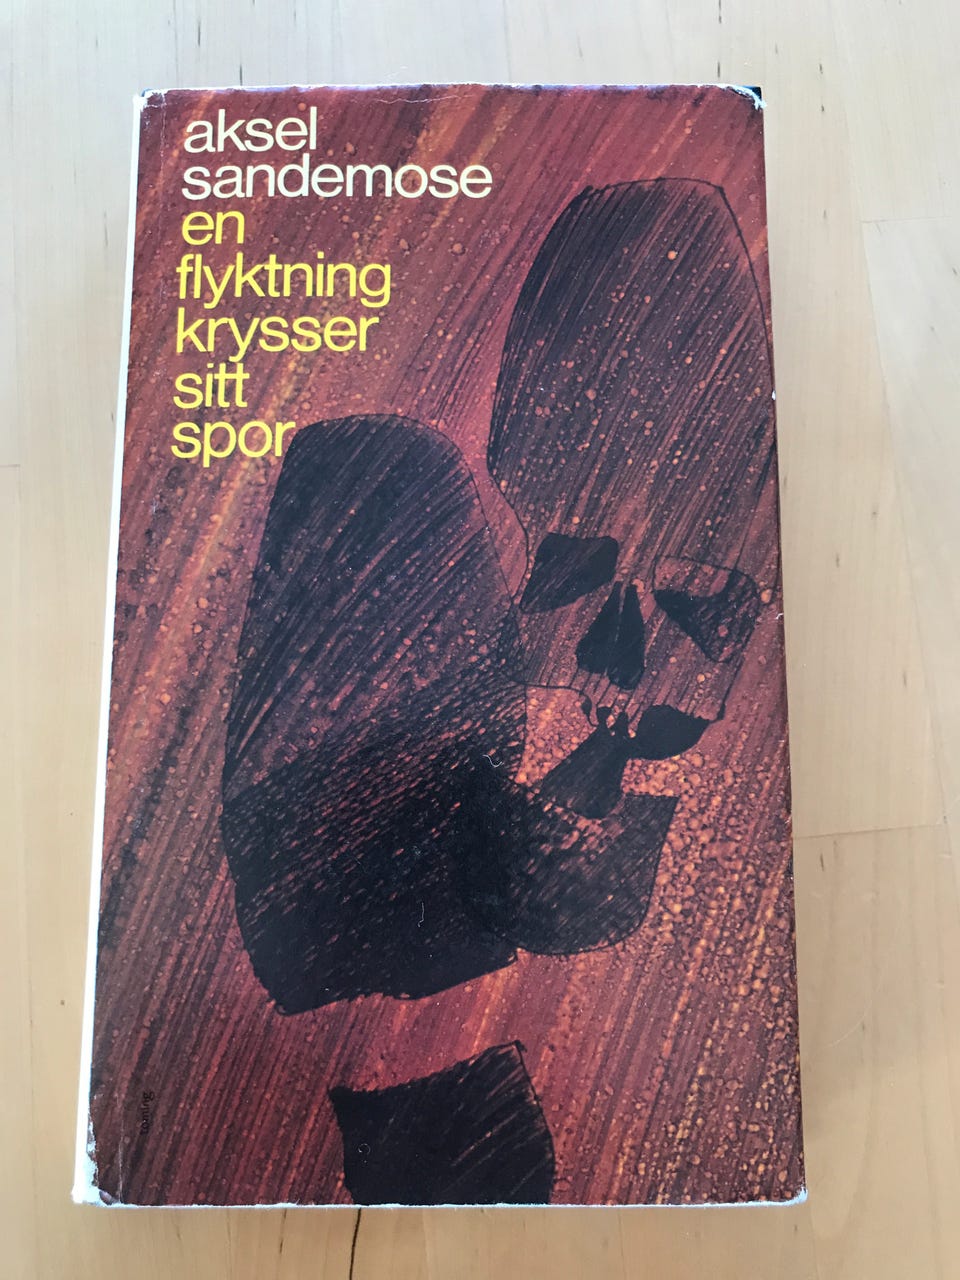 aksel
sandemose
en
flyktning
krysser
sitt
spor